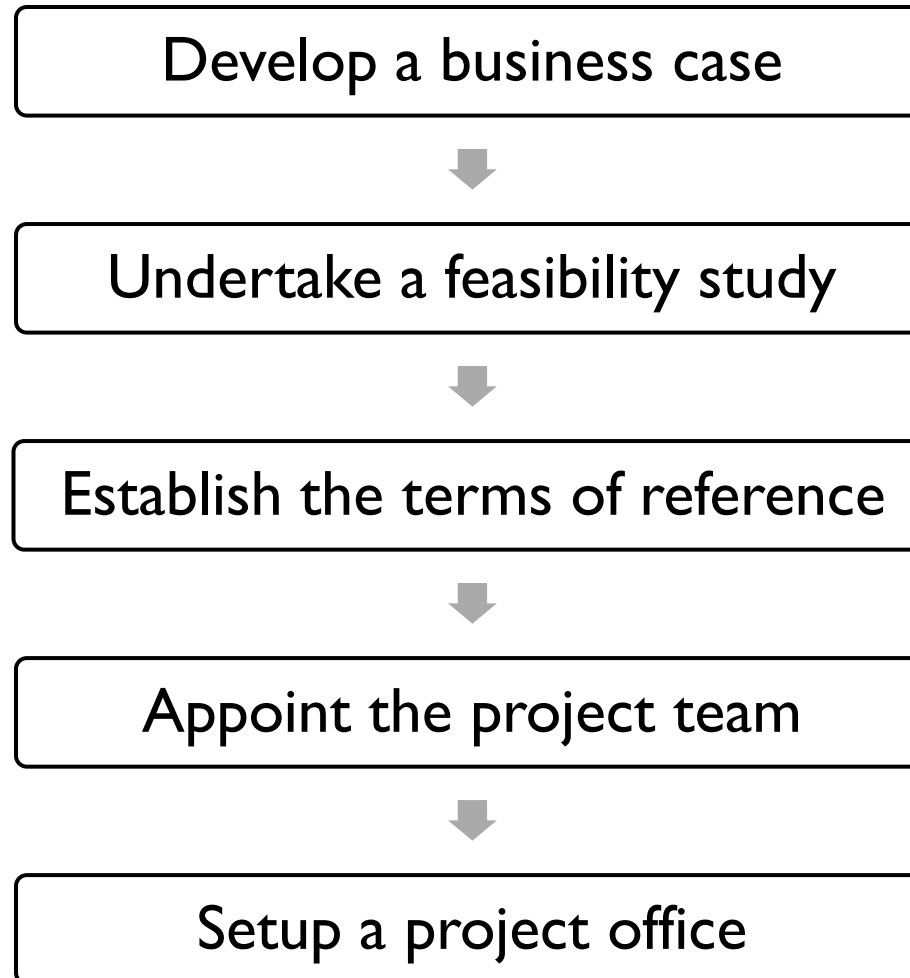 Develop a business case
Undertake a feasibility study
Establish the terms of reference
Appoint the project team
Setup a project office